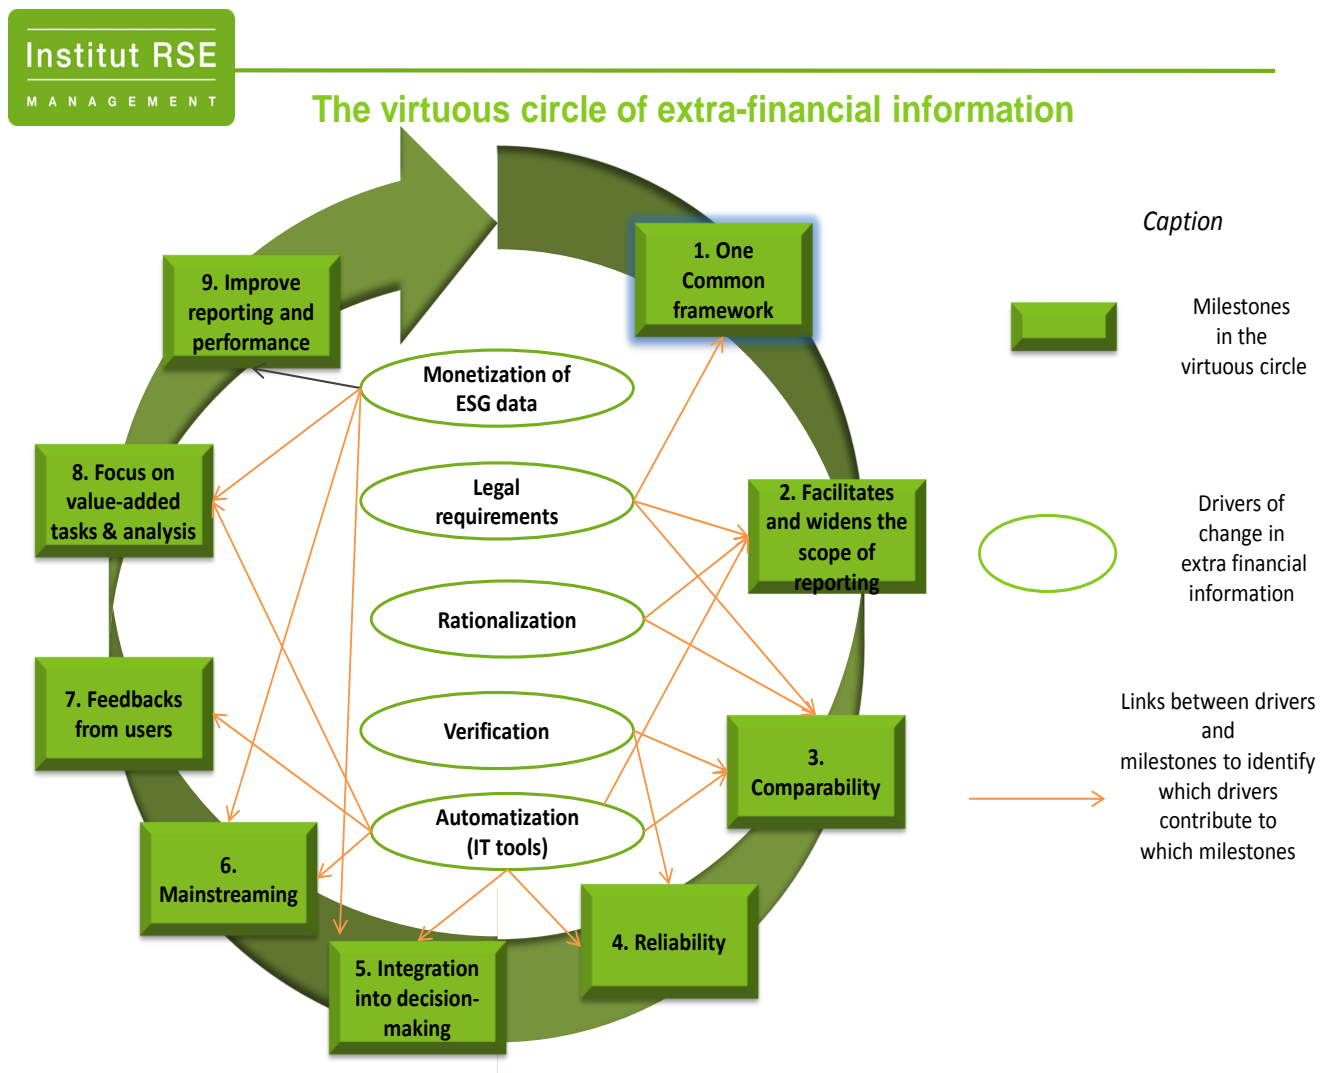 Institut RSE
MANAGEMENT
The virtuous circle of extra-financial information
Caption
1. One
Common
framework
9. Improve
reporting and
performance
Milestones
in the
virtuous circle
Monetization of
ESG data
8. Focus on
value-added
tasks & analysis
Legal
requirements
2. Facilitates
and widens the
scope of
reporting
Drivers of
change in
extra financial
information
Rationalization
7. Feedbacks
from users
Verification
3.
Comparability
Links between drivers
and
milestones to identify
which drivers
contribute to
which milestones
Automatization
(IT tools)
6.
Mainstreaming
4. Reliability
5. Integration
into decision-
making